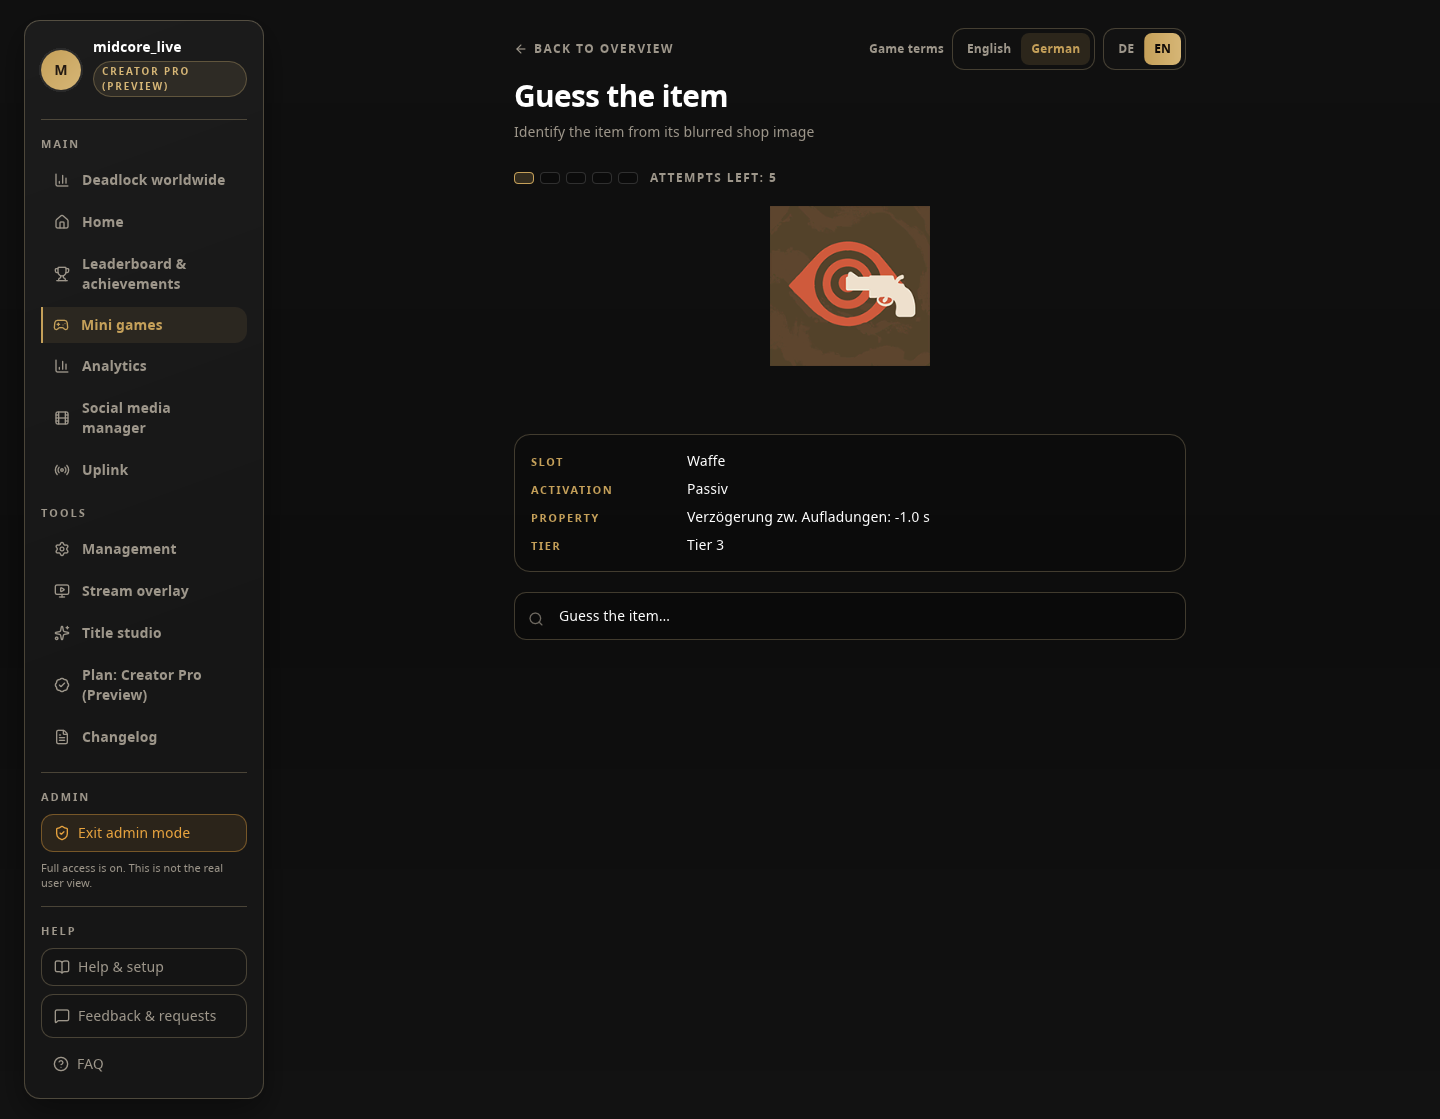 M
midcore_live
CREATOR PRO
(PREVIEW)
MAIN
Deadlock worldwide
Home
Leaderboard &
achievements
Mini games
Analytics
Social media
manager
Uplink
TOOLS
Management
Stream overlay
Title studio
Plan: Creator Pro
(Preview)
Changelog
ADMIN
Exit admin mode
Full access is on. This is not the real
user view.
HELP
Help & setup
Feedback & requests
FAQ
BACK TO OVERVIEW
Game terms English German DE EN
Guess the item
Identify the item from its blurred shop image
ATTEMPTS LEFT: 5
SLOT Waffe
ACTIVATION Passiv
PROPERTY Verzögerung zw. Aufladungen: -1.0 s
TIER Tier 3
Guess the item...